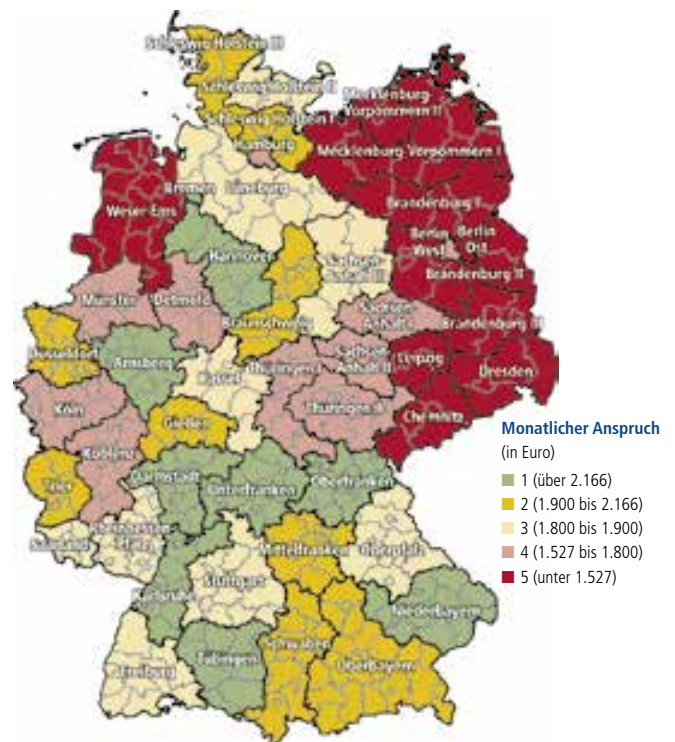 Schleswig-Holstein III
Schleswig-Holstein II
Mecklenburg-
Vorpommern II
Schleswig-Holstein I
Hamburg
Mecklenburg-Vorpommern I
Bremen
Lüneburg
Brandenburg I
Weser-Ems
Berlin
West
Berlin
Ost
Hannover
Sachsen-
Anhalt III
Brandenburg II
Münster
Detmold
Braunschweig
Sachsen-
Anhalt I
Brandenburg III
Düsseldorf
Arnsberg
Kassel
Thüringen I
Sachsen-
Anhalt II
Leipzig
Dresden
Köln
Thüringen II
Chemnitz
Gießen
Koblenz
Trier
Darmstadt
Unterfranken
Oberfranken
Saarland
Rheinhessen-
Pfalz
Mittelfranken
Oberpfalz
Karlsruhe
Stuttgart
Niederbayern
Freiburg
Tübingen
Schwaben
Oberbayern
Monatlicher Anspruch
(in Euro)
1 (über 2.166)
2 (1.900 bis 2.166)
3 (1.800 bis 1.900)
4 (1.527 bis 1.800)
5 (unter 1.527)